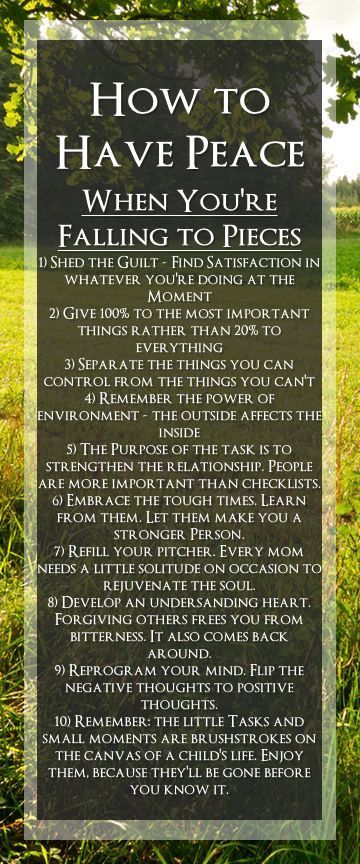 How to
Have Peace
When You're
Falling to Pieces
1) Shed the Guilt - Find Satisfaction in
whatever you're doing at the
Moment
2) Give 100% to the most important
things rather than 20% to
everything
3) Separate the things you can
control from the things you can't
4) Remember the power of
environment - the outside affects the
inside
5) The Purpose of the task is to
strengthen the relationship. People
are more important than checklists.
6) Embrace the tough times. Learn
from them. Let them make you a
stronger Person.
7) Refill your pitcher. Every mom
needs a little solitude on occasion to
rejuvenate the soul.
8) Develop an undersanding heart.
Forgiving others frees you from
bitterness. It also comes back
around.
9) Reprogram your mind. Flip the
negative thoughts to positive
thoughts.
10) Remember: the little Tasks and
small moments are brushstrokes on
the canvas of a child's life. Enjoy
them, because they'll be gone before
you know it.